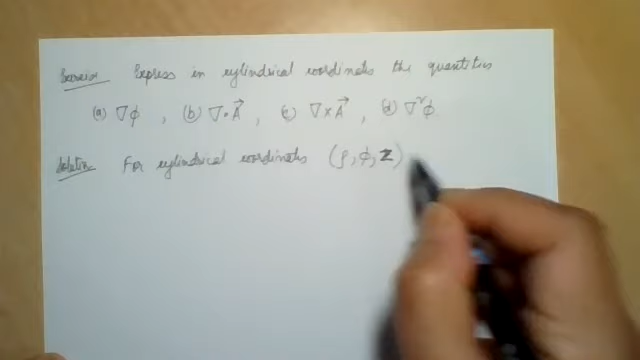 Exercise Express in cylindrical coordinates the quantities
(a) ∇ϕ , (b) ∇•A⃗ , (c) ∇×A⃗ , (d) ∇²ϕ
Solution For cylindrical coordinates (ρ,ϕ,z)